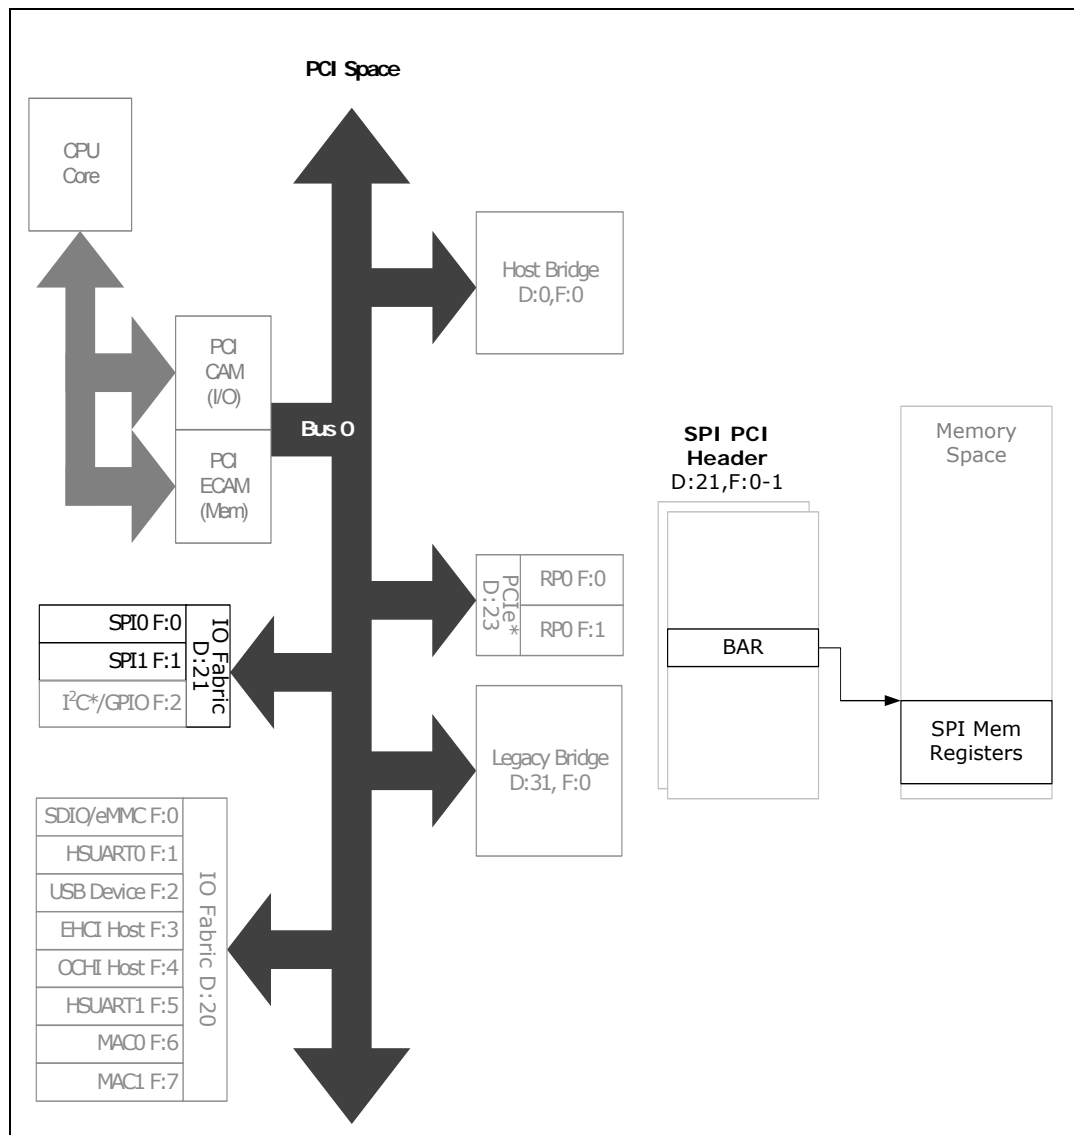 PCI Space
CPU
Core
Host Bridge
D:0,F:0
PCI
CAM
(I/O)
Bus 0
PCI
ECAM
(Mem)
SPI PCI
Header
D:21,F:0-1
Memory
Space
PCIe*
D:23
RP0 F:0
RP0 F:1
SPI0 F:0
SPI1 F:1
I²C*/GPIO F:2
IO Fabric
D:21
BAR
SPI Mem
Registers
Legacy Bridge
D:31, F:0
SDIO/eMMC F:0
HSUART0 F:1
USB Device F:2
EHCI Host F:3
OCHI Host F:4
HSUART1 F:5
MAC0 F:6
MAC1 F:7
IO Fabric D:20